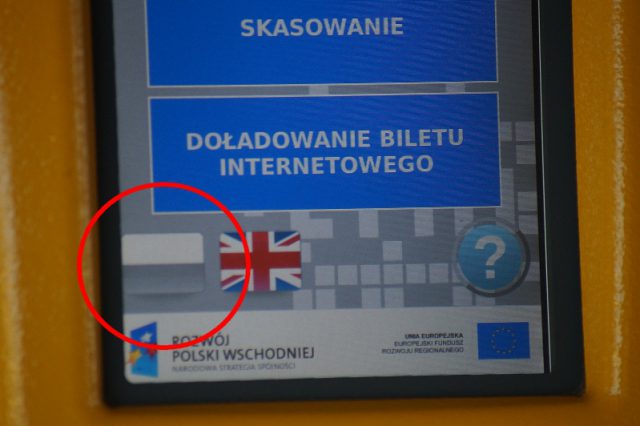 SKASOWANIE
DOŁADOWANIE BILETU
INTERNETOWEGO
?
ROZWÓJ
POLSKI WSCHODNIEJ
NARODOWA STRATEGIA SPÓJNOŚCI
UNIA EUROPEJSKA
EUROPEJSKI FUNDUSZ
ROZWOJU REGIONALNEGO